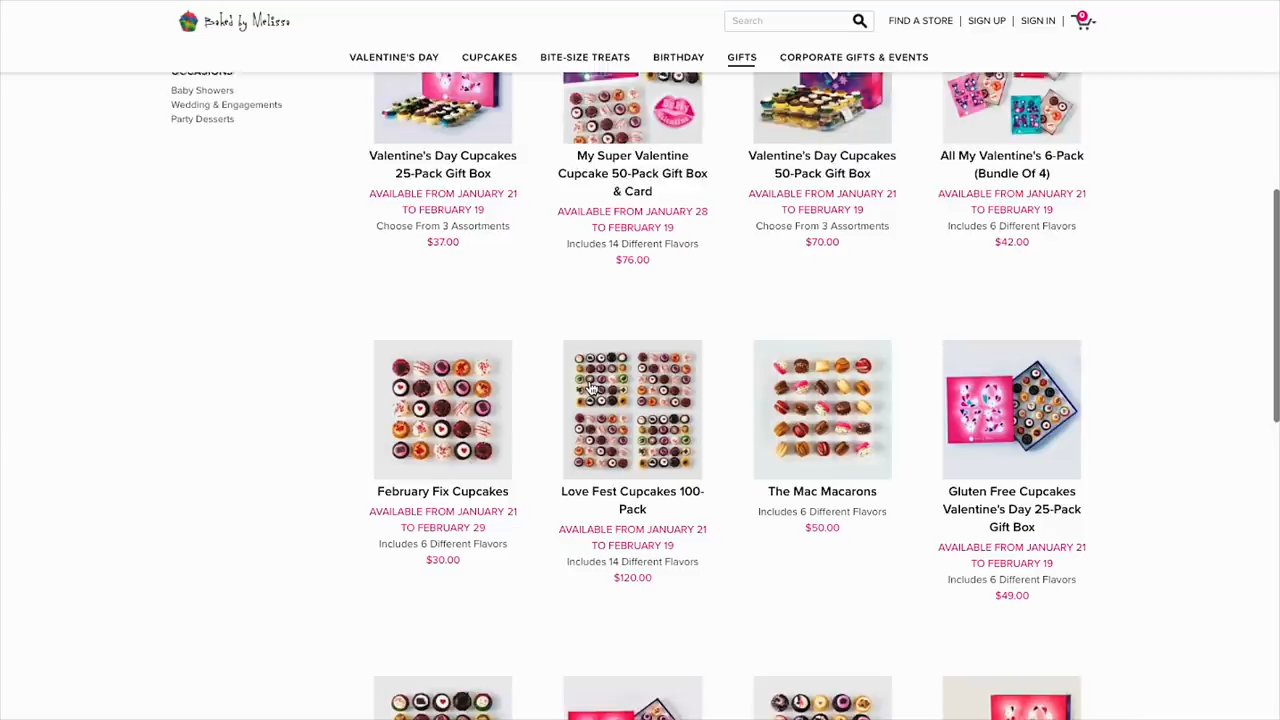 Baked by Melissa
Search
FIND A STORE | SIGN UP | SIGN IN |
0
VALENTINE'S DAY CUPCAKES BITE-SIZE TREATS BIRTHDAY GIFTS CORPORATE GIFTS & EVENTS
OCCASIONS
Baby Showers
Wedding & Engagements
Party Desserts
Valentine's Day Cupcakes
25-Pack Gift Box
AVAILABLE FROM JANUARY 21
TO FEBRUARY 19
Choose From 3 Assortments
$37.00
My Super Valentine
Cupcake 50-Pack Gift Box
& Card
AVAILABLE FROM JANUARY 28
TO FEBRUARY 19
Includes 14 Different Flavors
$76.00
Valentine's Day Cupcakes
50-Pack Gift Box
AVAILABLE FROM JANUARY 21
TO FEBRUARY 19
Choose From 3 Assortments
$70.00
All My Valentine's 6-Pack
(Bundle Of 4)
AVAILABLE FROM JANUARY 21
TO FEBRUARY 19
Includes 6 Different Flavors
$42.00
February Fix Cupcakes
AVAILABLE FROM JANUARY 21
TO FEBRUARY 29
Includes 6 Different Flavors
$30.00
Love Fest Cupcakes 100-
Pack
AVAILABLE FROM JANUARY 21
TO FEBRUARY 19
Includes 14 Different Flavors
$120.00
The Mac Macarons
Includes 6 Different Flavors
$50.00
Gluten Free Cupcakes
Valentine's Day 25-Pack
Gift Box
AVAILABLE FROM JANUARY 21
TO FEBRUARY 19
Includes 6 Different Flavors
$49.00